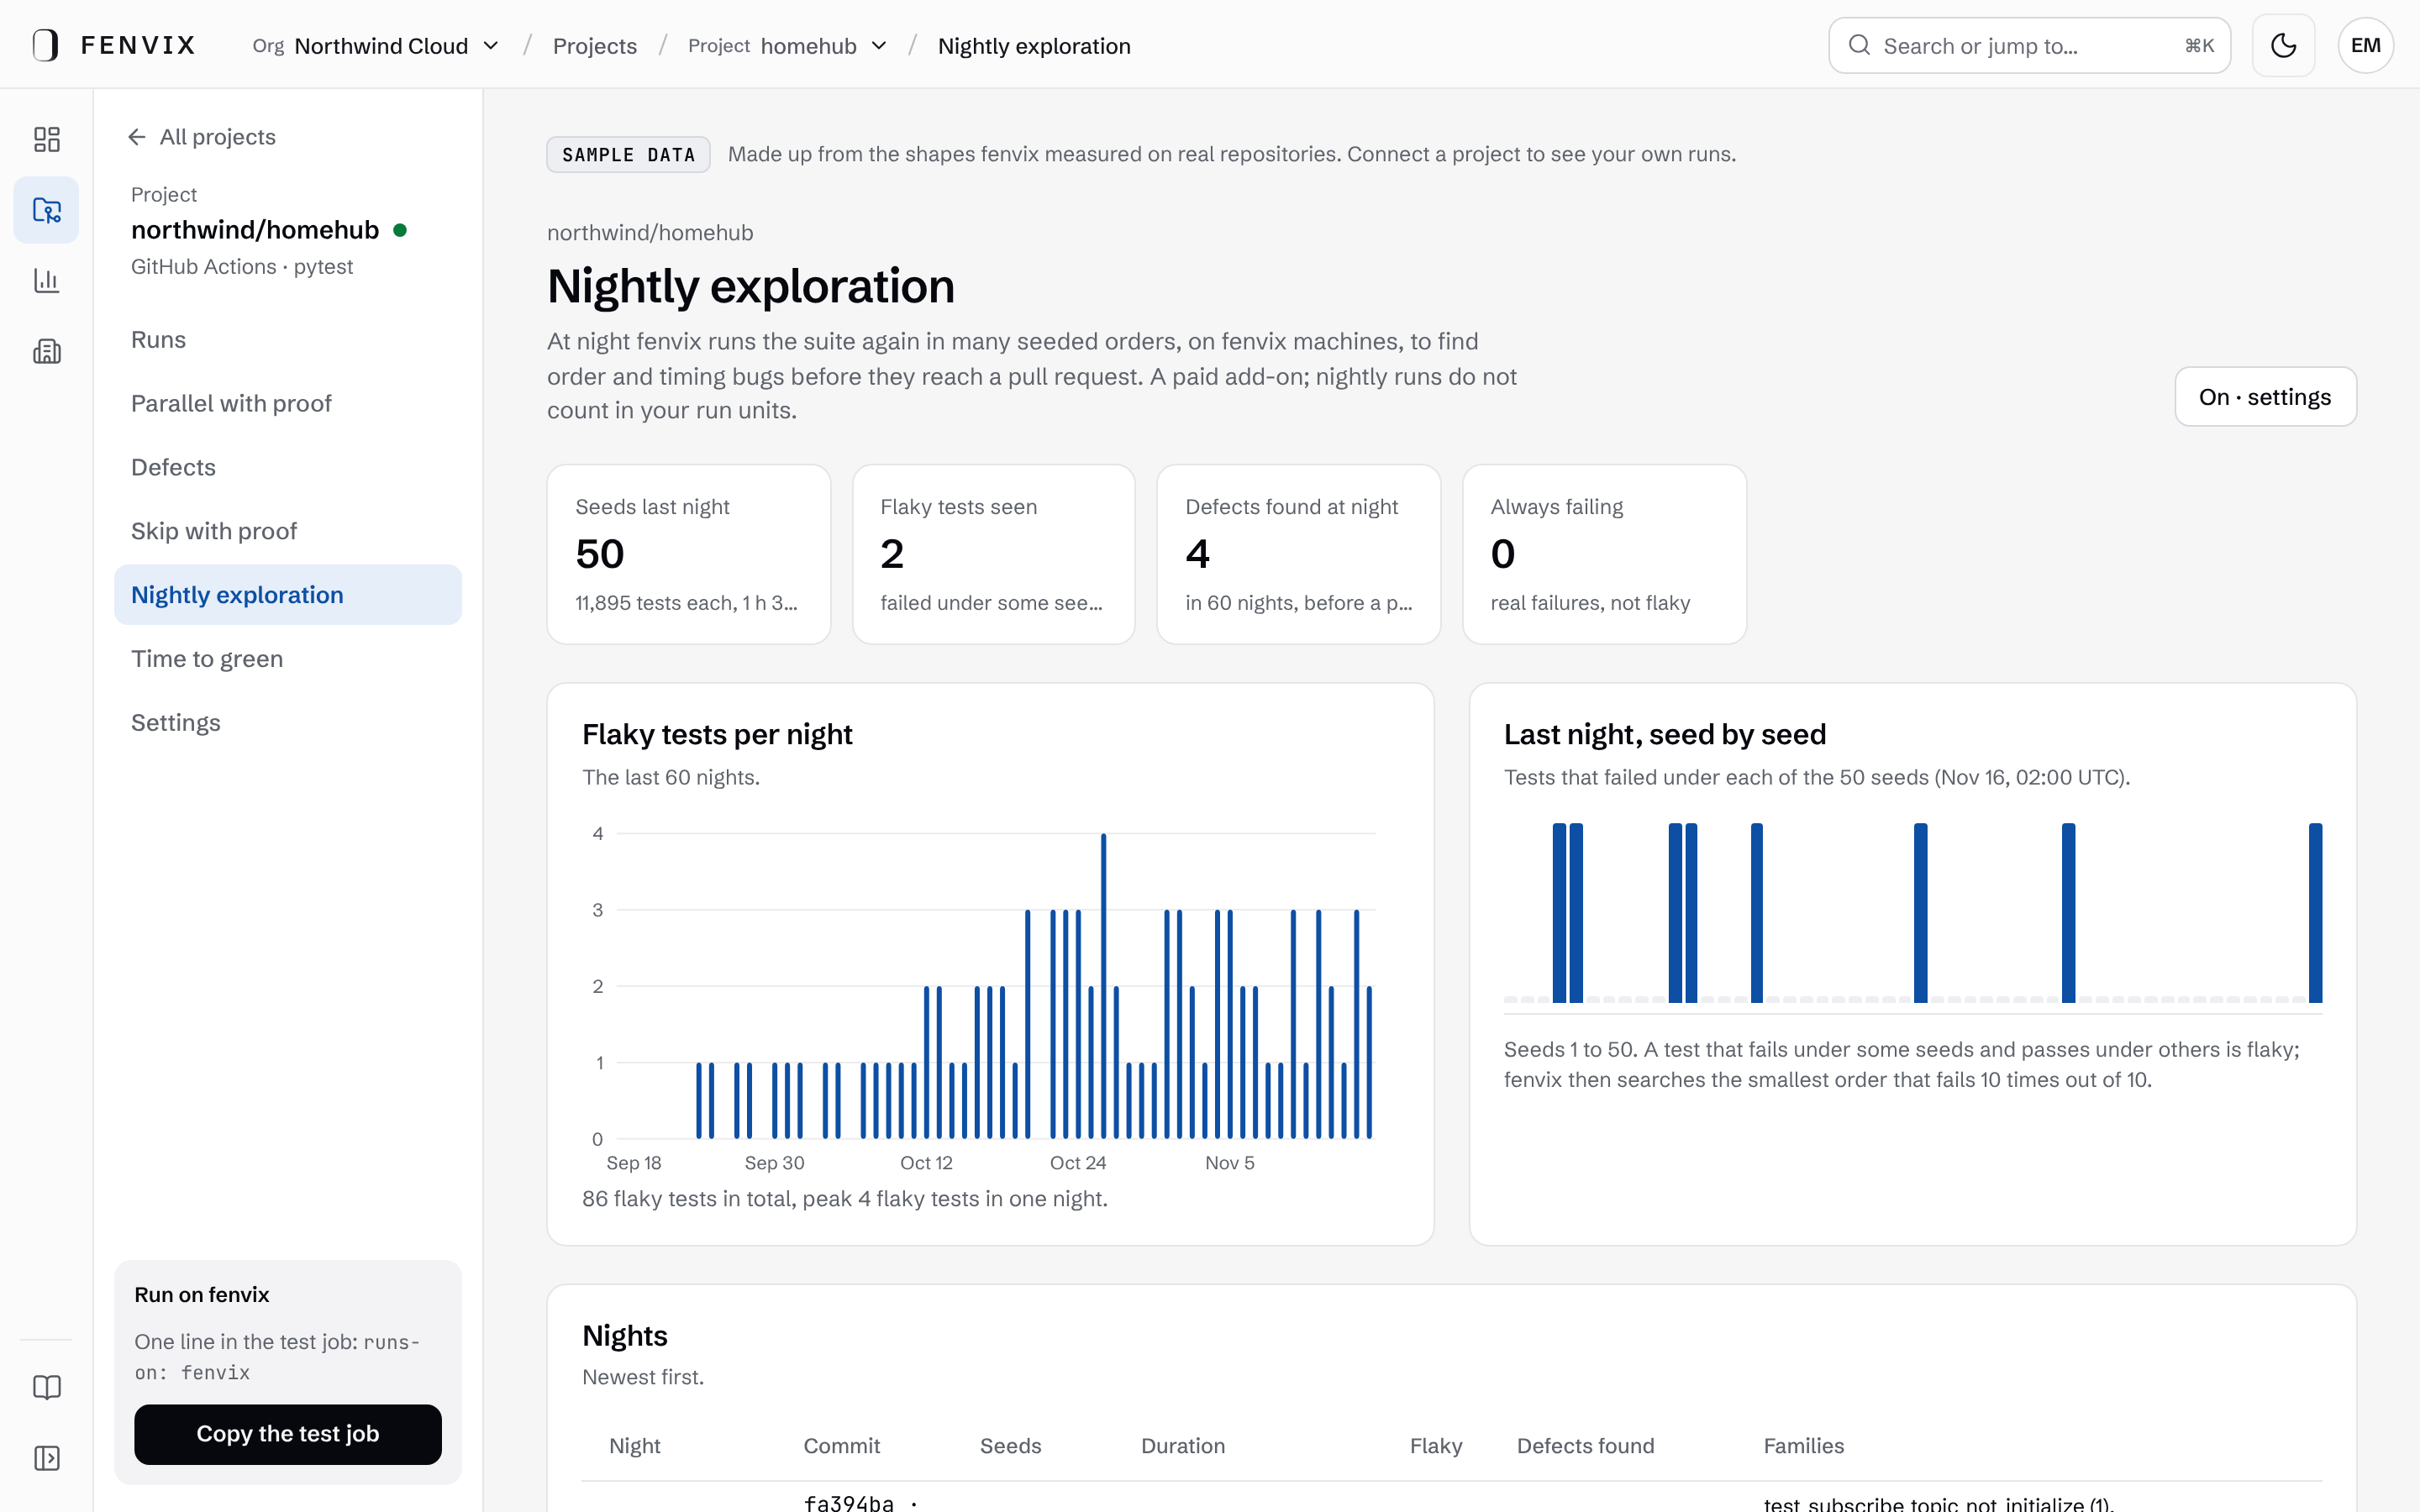 FENVIX
Org Northwind Cloud / Projects / Project homehub / Nightly exploration
Search or jump to... ⌘K
EM
All projects
Project
northwind/homehub
GitHub Actions · pytest
Runs
Parallel with proof
Defects
Skip with proof
Nightly exploration
Time to green
Settings
Run on fenvix
One line in the test job: runs-
on: fenvix
Copy the test job
SAMPLE DATA Made up from the shapes fenvix measured on real repositories. Connect a project to see your own runs.
northwind/homehub
Nightly exploration
At night fenvix runs the suite again in many seeded orders, on fenvix machines, to find
order and timing bugs before they reach a pull request. A paid add-on; nightly runs do not
count in your run units.
On · settings
Seeds last night
50
11,895 tests each, 1 h 3...
Flaky tests seen
2
failed under some see...
Defects found at night
4
in 60 nights, before a p...
Always failing
0
real failures, not flaky
Flaky tests per night
The last 60 nights.
4
3
2
1
0
Sep 18 Sep 30 Oct 12 Oct 24 Nov 5
86 flaky tests in total, peak 4 flaky tests in one night.
Last night, seed by seed
Tests that failed under each of the 50 seeds (Nov 16, 02:00 UTC).
Seeds 1 to 50. A test that fails under some seeds and passes under others is flaky;
fenvix then searches the smallest order that fails 10 times out of 10.
Nights
Newest first.
Night Commit Seeds Duration Flaky Defects found Families
fa394ba · test_subscribe_topic_not_initialize (1),